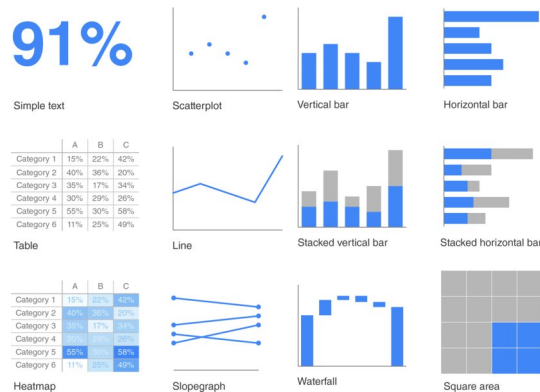 91%
Simple text
Scatterplot
Vertical bar
Horizontal bar
A B C
Category 1 15% 22% 42%
Category 2 40% 36% 20%
Category 3 35% 17% 34%
Category 4 30% 29% 26%
Category 5 55% 30% 58%
Category 6 11% 25% 49%
Table
Line
Stacked vertical bar
Stacked horizontal bar
A B C
Category 1 15% 22% 42%
Category 2 40% 36% 20%
Category 3 35% 17% 34%
Category 4 26%
Category 5 55% 58%
Category 6 11% 25% 49%
Heatmap
Slopegraph
Waterfall
Square area